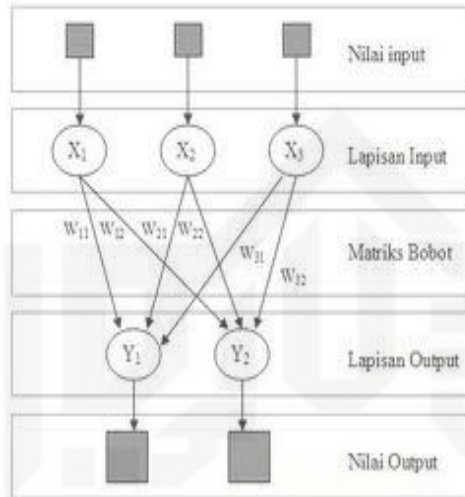 Nilai input
X1 X2 X3
Lapisan Input
W11 W12 W21 W22 W31 W32
Matriks Bobot
Y1 Y2
Lapisan Output
Nilai Output